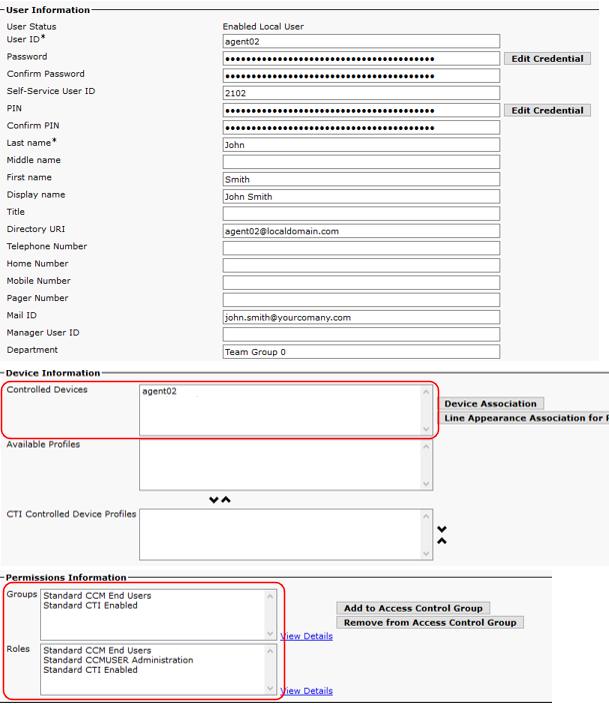 User Information
User Status Enabled Local User
User ID* agent02
Password •••••••••••••••••••••••••••••••••••••••• Edit Credential
Confirm Password ••••••••••••••••••••••••••••••••••••••••
Self-Service User ID 2102
PIN •••••••••••••••••••••••••••••••••••••••• Edit Credential
Confirm PIN ••••••••••••••••••••••••••••••••••••••••
Last name* John
Middle name
First name Smith
Display name John Smith
Title
Directory URI agent02@localdomain.com
Telephone Number
Home Number
Mobile Number
Pager Number
Mail ID john.smith@yourcomany.com
Manager User ID
Department Team Group 0
Device Information
Controlled Devices agent02
Device Association
Line Appearance Association for P
Available Profiles
CTI Controlled Device Profiles
Permissions Information
Groups Standard CCM End Users
Standard CTI Enabled
Add to Access Control Group
Remove from Access Control Group
View Details
Roles Standard CCM End Users
Standard CCMUSER Administration
Standard CTI Enabled
View Details